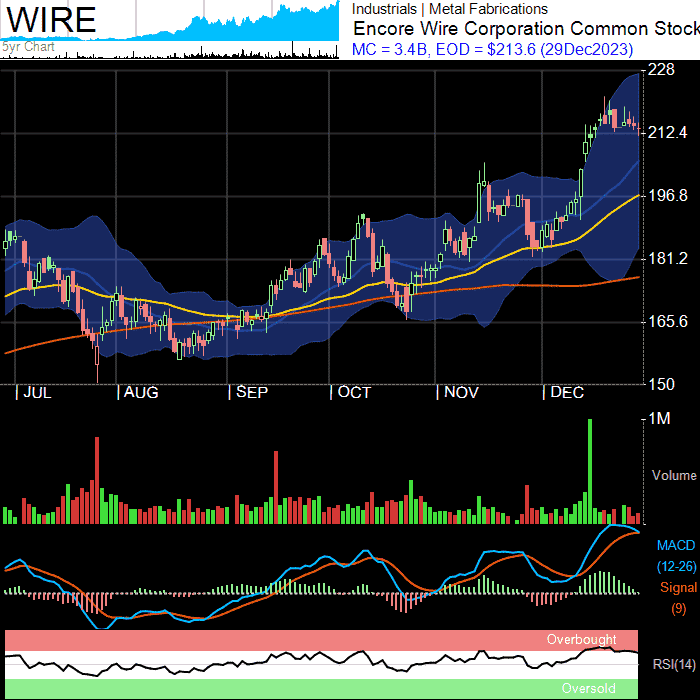 WIRE
5yr Chart
Industrials | Metal Fabrications
Encore Wire Corporation Common Stock
MC = 3.4B, EOD = $213.6 (29Dec2023)
228
212.4
196.8
181.2
165.6
150
JUL AUG SEP OCT NOV DEC
1M
Volume
MACD
(12-26)
Signal
(9)
Overbought
RSI(14)
Oversold